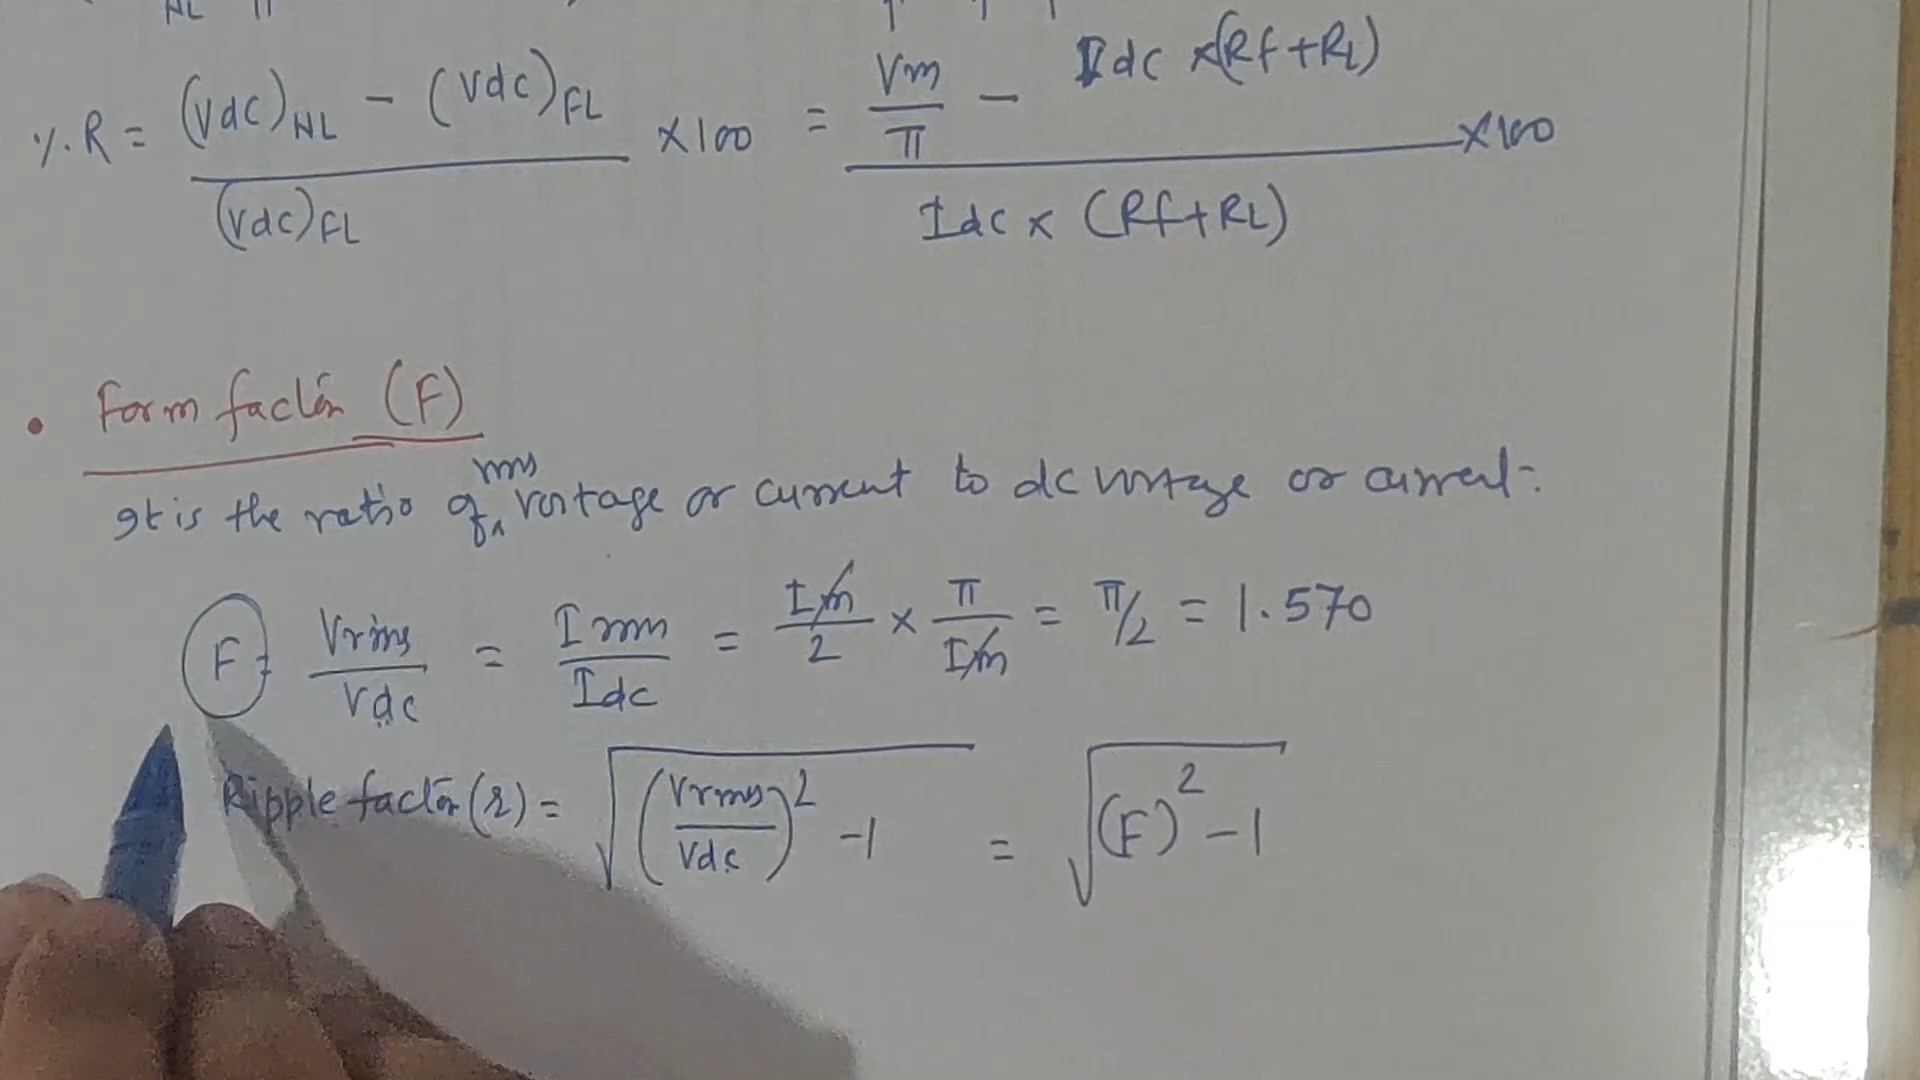 NL π
%R = (Vdc)NL - (Vdc)FL / (Vdc)FL ×100 = Vm/π - Idc ×(Rf+RL) / Idc × (Rf+RL) ×100
• Form factor (F)
It is the ratio of rms voltage or current to dc voltage or current:
F = Vrms/Vdc = Irms/Idc = Im/2 × π/Im = π/2 = 1.570
Ripple factor (r) = √((Vrms/Vdc)² -1) = √((F)² -1)